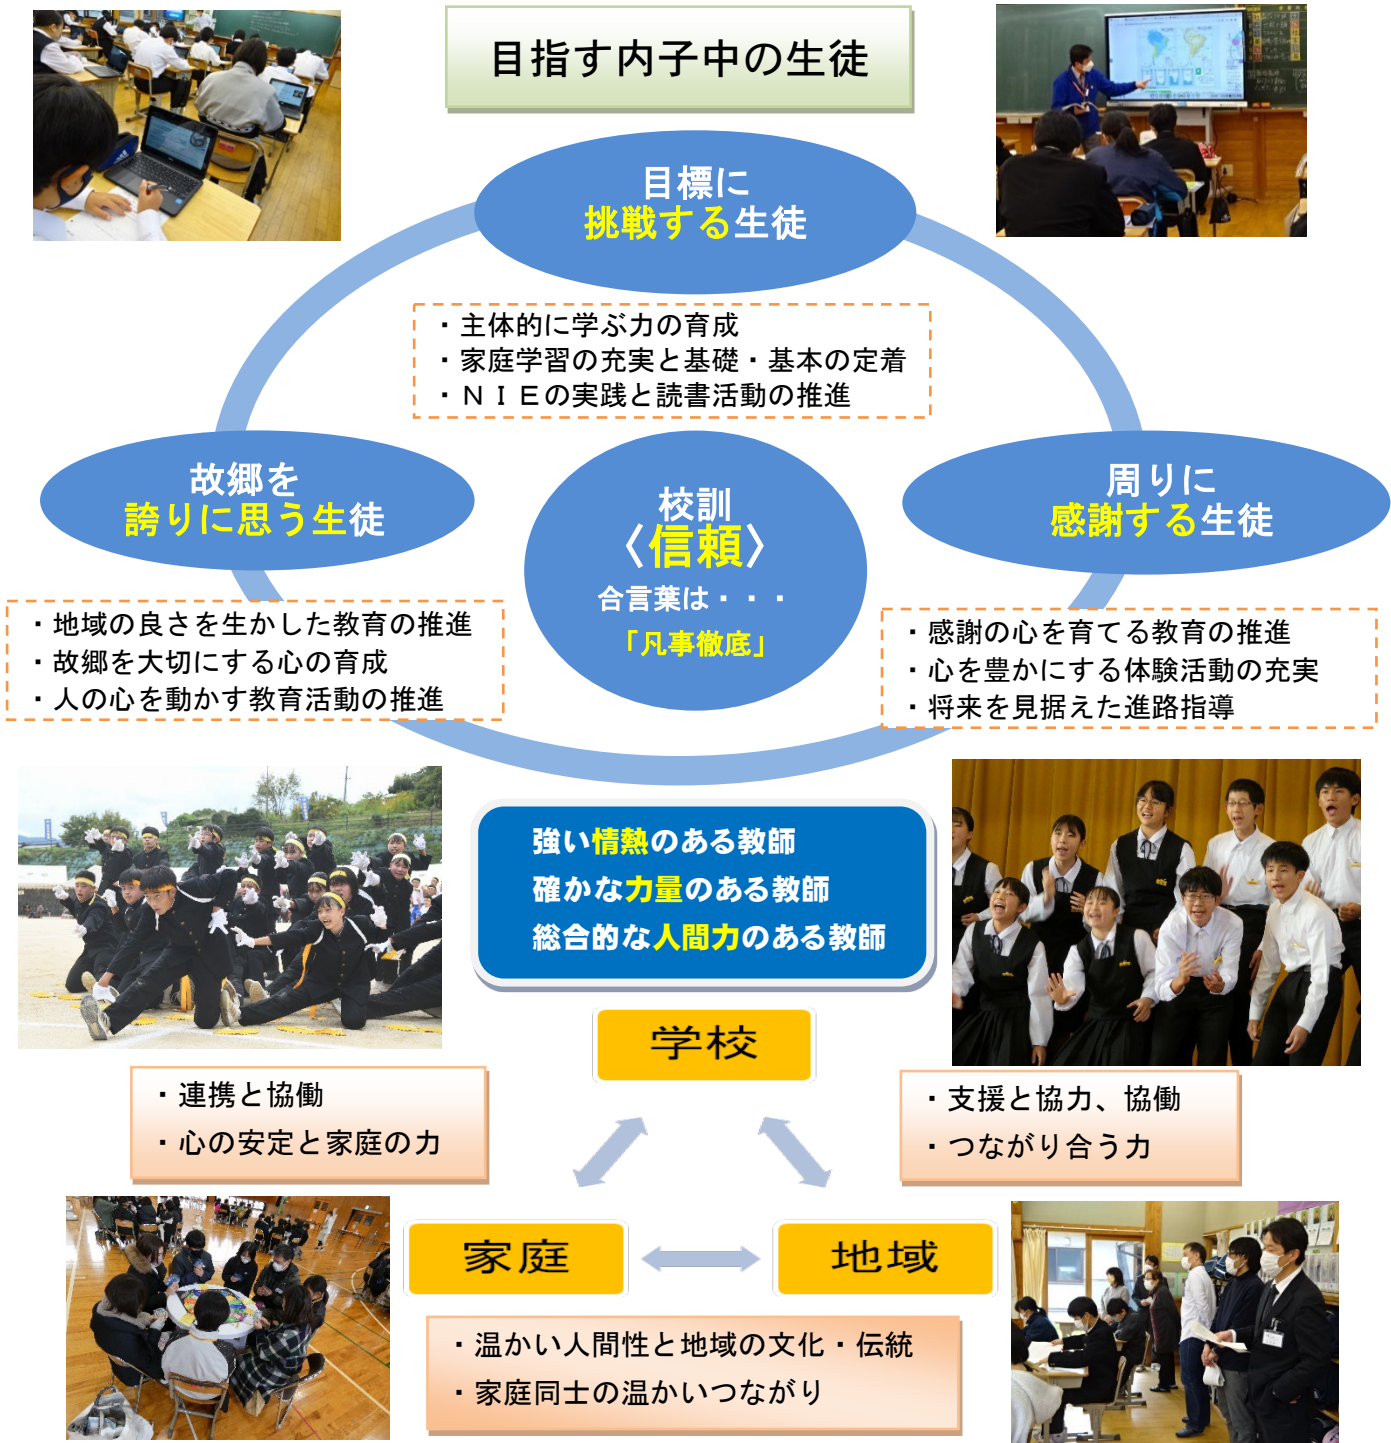 目指す内子中の生徒
目標に
挑戦する生徒
・主体的に学ぶ力の育成
・家庭学習の充実と基礎・基本の定着
・ＮＩＥの実践と読書活動の推進
故郷を
誇りに思う生徒
校訓
〈信頼〉
合言葉は・・・
「凡事徹底」
周りに
感謝する生徒
・地域の良さを生かした教育の推進
・故郷を大切にする心の育成
・人の心を動かす教育活動の推進
・感謝の心を育てる教育の推進
・心を豊かにする体験活動の充実
・将来を見据えた進路指導
強い情熱のある教師
確かな力量のある教師
総合的な人間力のある教師
学校
・連携と協働
・心の安定と家庭の力
・支援と協力、協働
・つながり合う力
家庭
地域
・温かい人間性と地域の文化・伝統
・家庭同士の温かいつながり